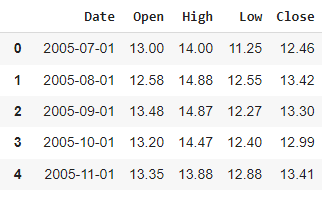 Date Open High Low Close
0 2005-07-01 13.00 14.00 11.25 12.46
1 2005-08-01 12.58 14.88 12.55 13.42
2 2005-09-01 13.48 14.87 12.27 13.30
3 2005-10-01 13.20 14.47 12.40 12.99
4 2005-11-01 13.35 13.88 12.88 13.41